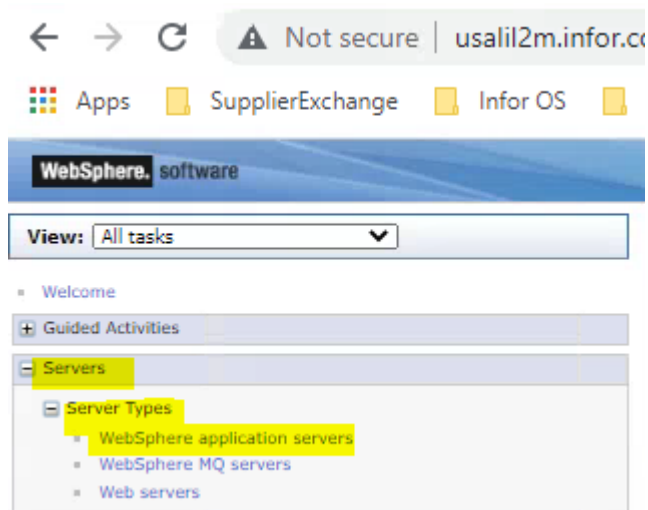 Not secure | usalil2m.infor.c
Apps SupplierExchange Infor OS
WebSphere. software
View: All tasks
Welcome
Guided Activities
Servers
Server Types
WebSphere application servers
WebSphere MQ servers
Web servers